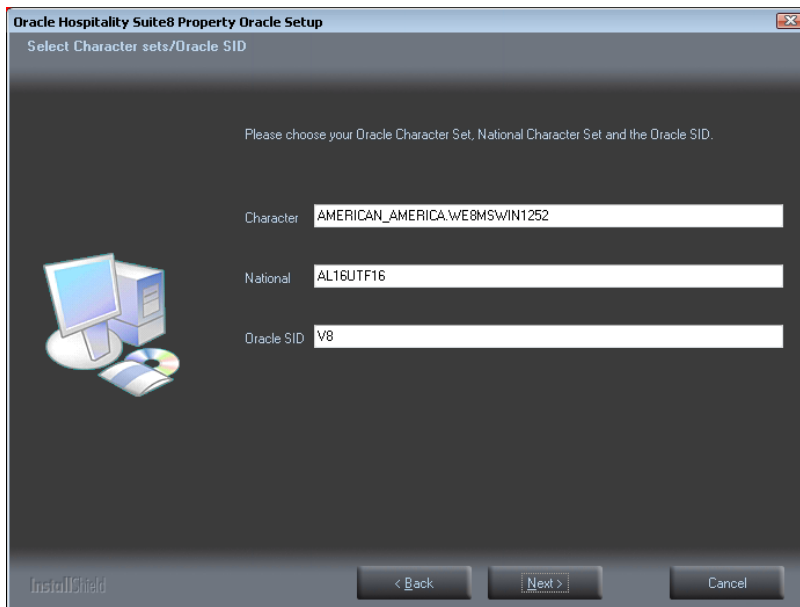 Oracle Hospitality Suite8 Property Oracle Setup
Select Character sets/Oracle SID
Please choose your Oracle Character Set, National Character Set and the Oracle SID.
Character AMERICAN_AMERICA.WE8MSWIN1252
National AL16UTF16
Oracle SID V8
InstallShield
< Back Next > Cancel